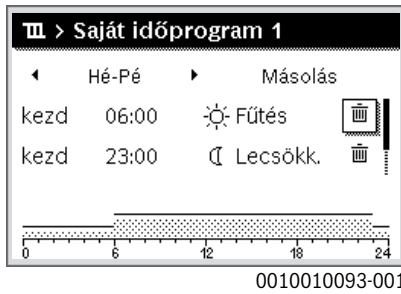 > Saját időprogram 1
Hé-Pé Másolás
kezd 06:00 Fűtés
kezd 23:00 Lecsökk.
0 6 12 18 24
0010010093-001